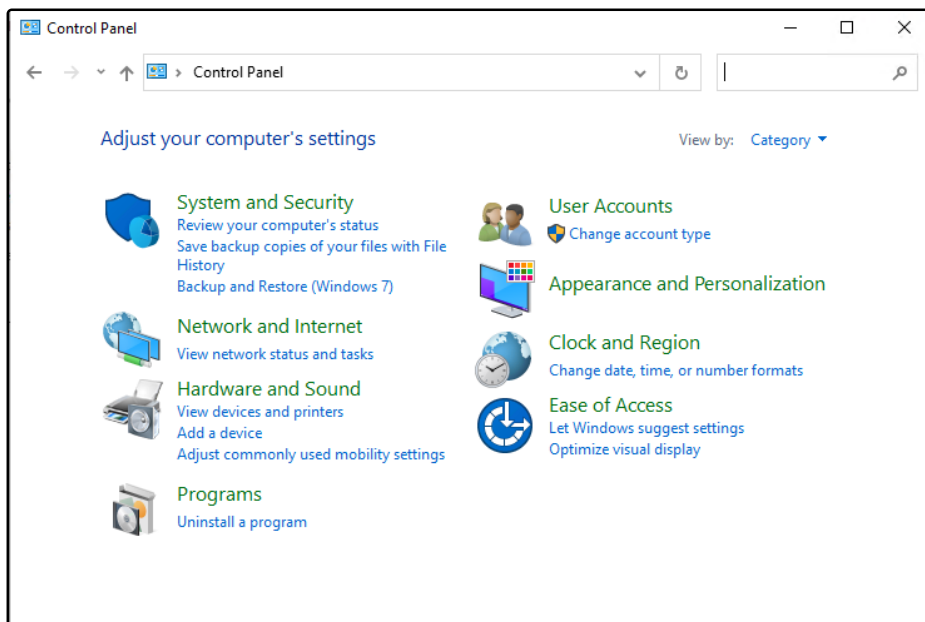 Control Panel
Control Panel
Adjust your computer's settings
View by: Category
System and Security
Review your computer's status
Save backup copies of your files with File
History
Backup and Restore (Windows 7)
Network and Internet
View network status and tasks
Hardware and Sound
View devices and printers
Add a device
Adjust commonly used mobility settings
Programs
Uninstall a program
User Accounts
Change account type
Appearance and Personalization
Clock and Region
Change date, time, or number formats
Ease of Access
Let Windows suggest settings
Optimize visual display